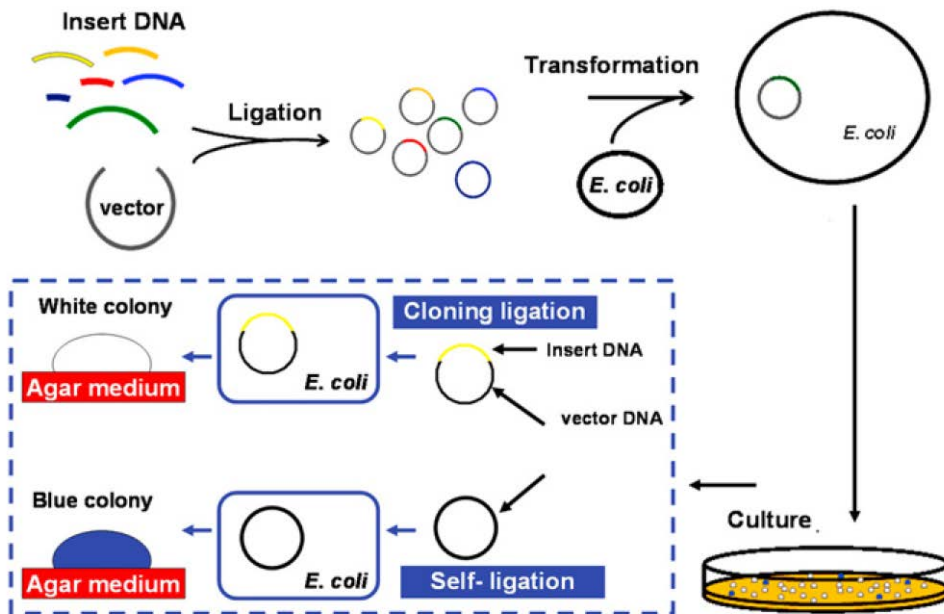 Insert DNA
Ligation
vector
Transformation
E. coli
E. coli
White colony
Cloning ligation
Insert DNA
E. coli
Agar medium
vector DNA
Blue colony
Culture
E. coli
Self- ligation
Agar medium